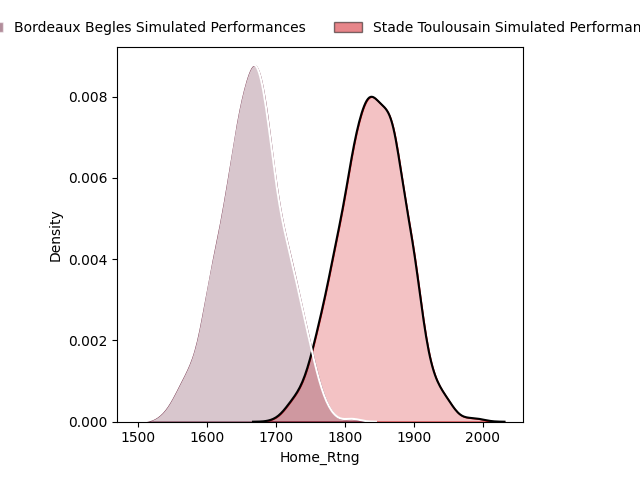 Bordeaux Begles Simulated Performances
Stade Toulousain Simulated Performan
0.008
0.006
0.004
0.002
0.000
Density
1500 1600 1700 1800 1900 2000
Home_Rtng